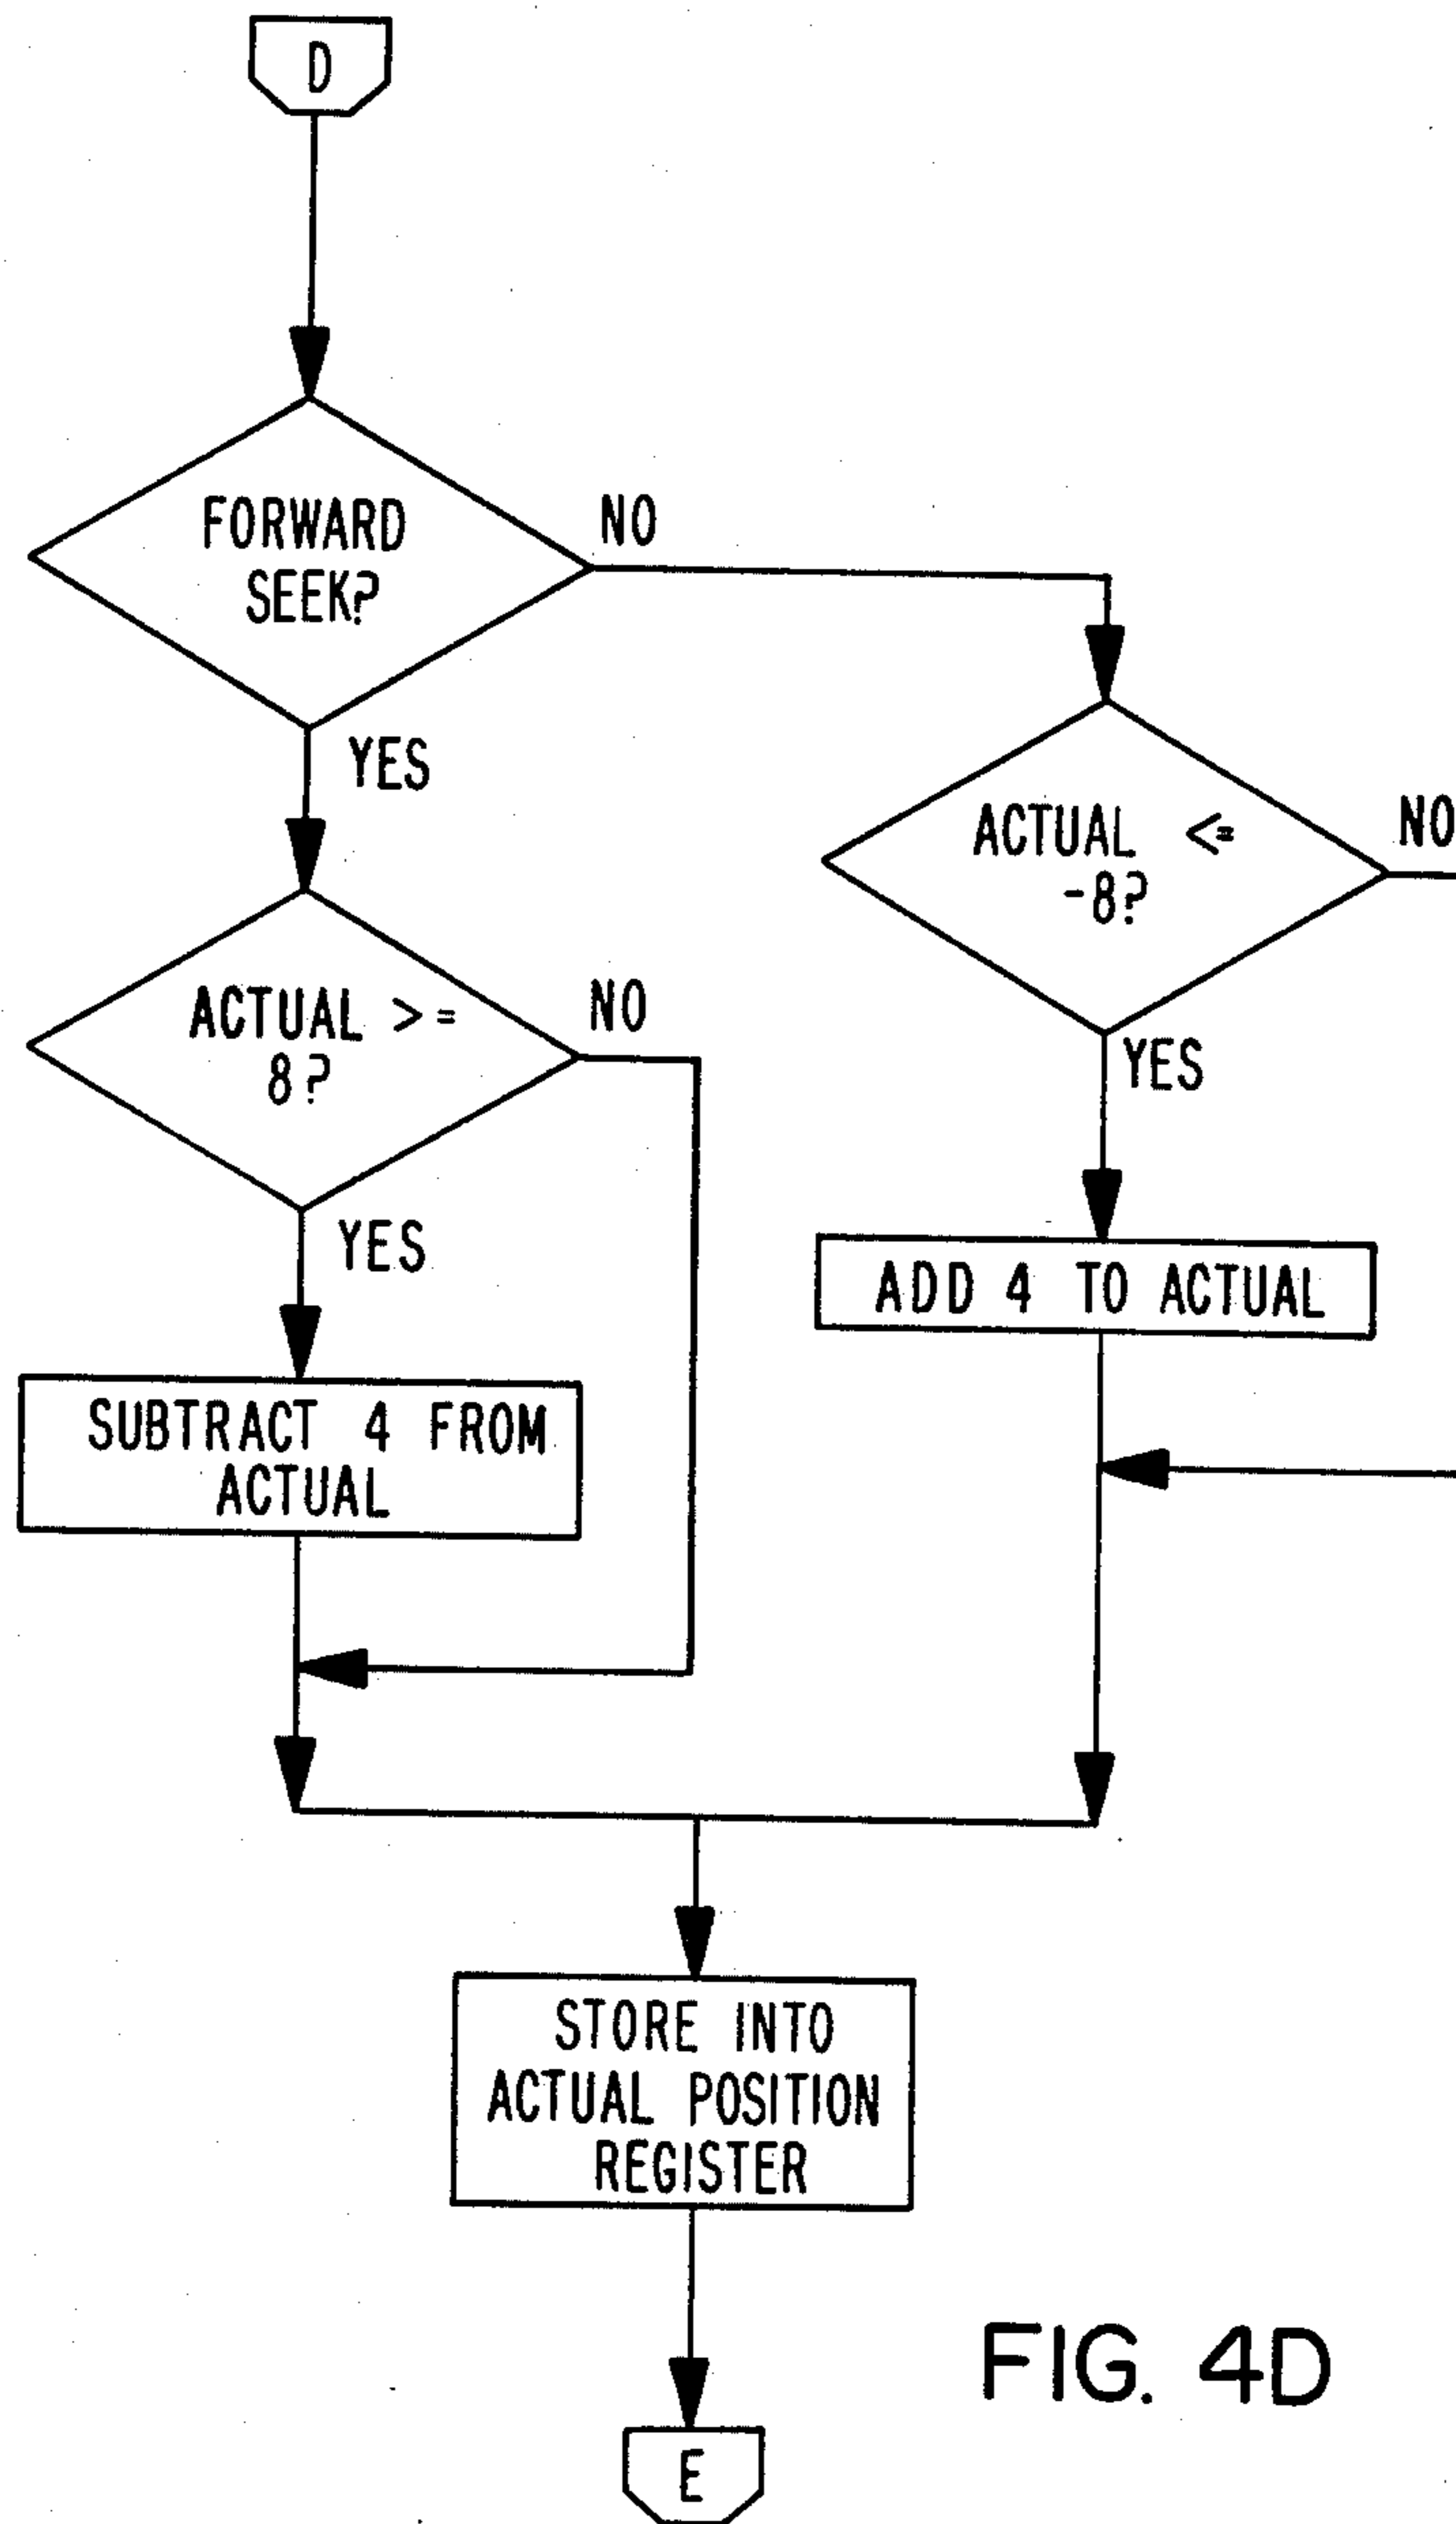 D
FORWARD
SEEK?
NO
YES
ACTUAL <=
-8?
NO
YES
ACTUAL >=
8?
NO
YES
ADD 4 TO ACTUAL
SUBTRACT 4 FROM
ACTUAL
STORE INTO
ACTUAL POSITION
REGISTER
E
FIG. 4D